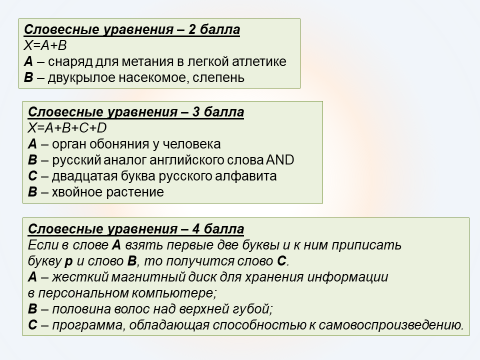 Словесные уравнения – 2 балла
X=A+B
А – снаряд для метания в легкой атлетике
В – двукрылое насекомое, слепень
Словесные уравнения – 3 балла
X=A+B+C+D
А – орган обоняния у человека
В – русский аналог английского слова AND
С – двадцатая буква русского алфавита
В – хвойное растение
Словесные уравнения – 4 балла
Если в слове А взять первые две буквы и к ним приписать
букву р и слово В, то получится слово С.
А – жесткий магнитный диск для хранения информации
в персональном компьютере;
В – половина волос над верхней губой;
С – программа, обладающая способностью к самовоспроизведению.